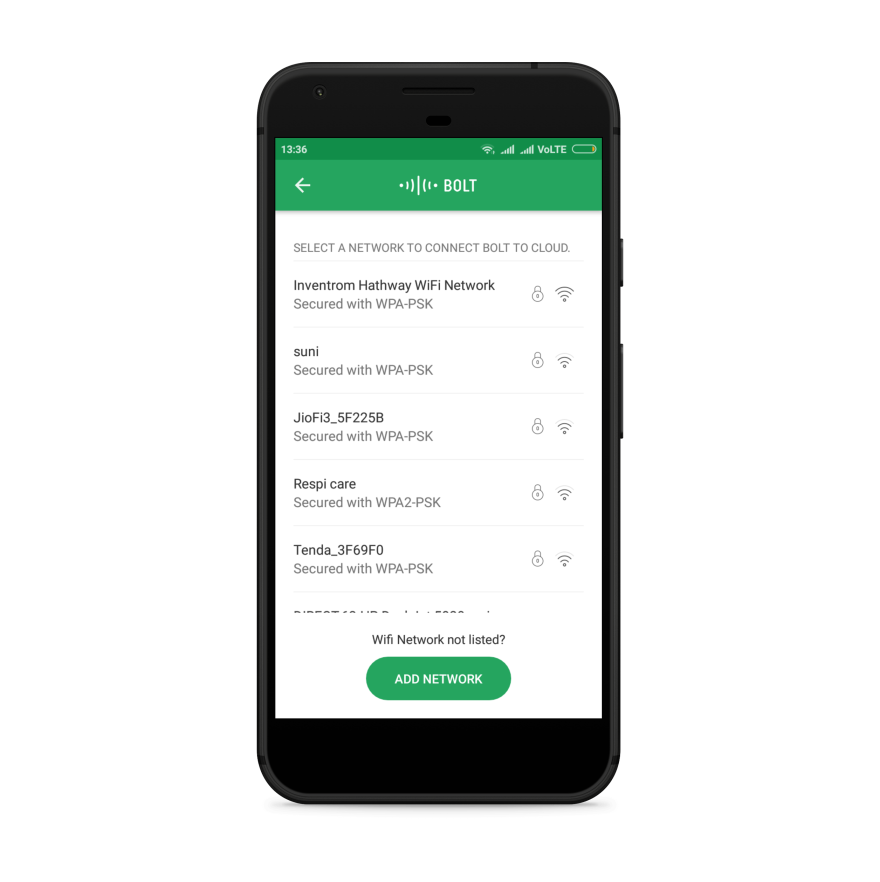 13:36 VoLTE
BOLT
SELECT A NETWORK TO CONNECT BOLT TO CLOUD.
Inventrom Hathway WiFi Network
Secured with WPA-PSK
suni
Secured with WPA-PSK
JioFi3_5F225B
Secured with WPA-PSK
Respi care
Secured with WPA2-PSK
Tenda_3F69F0
Secured with WPA-PSK
Wifi Network not listed?
ADD NETWORK